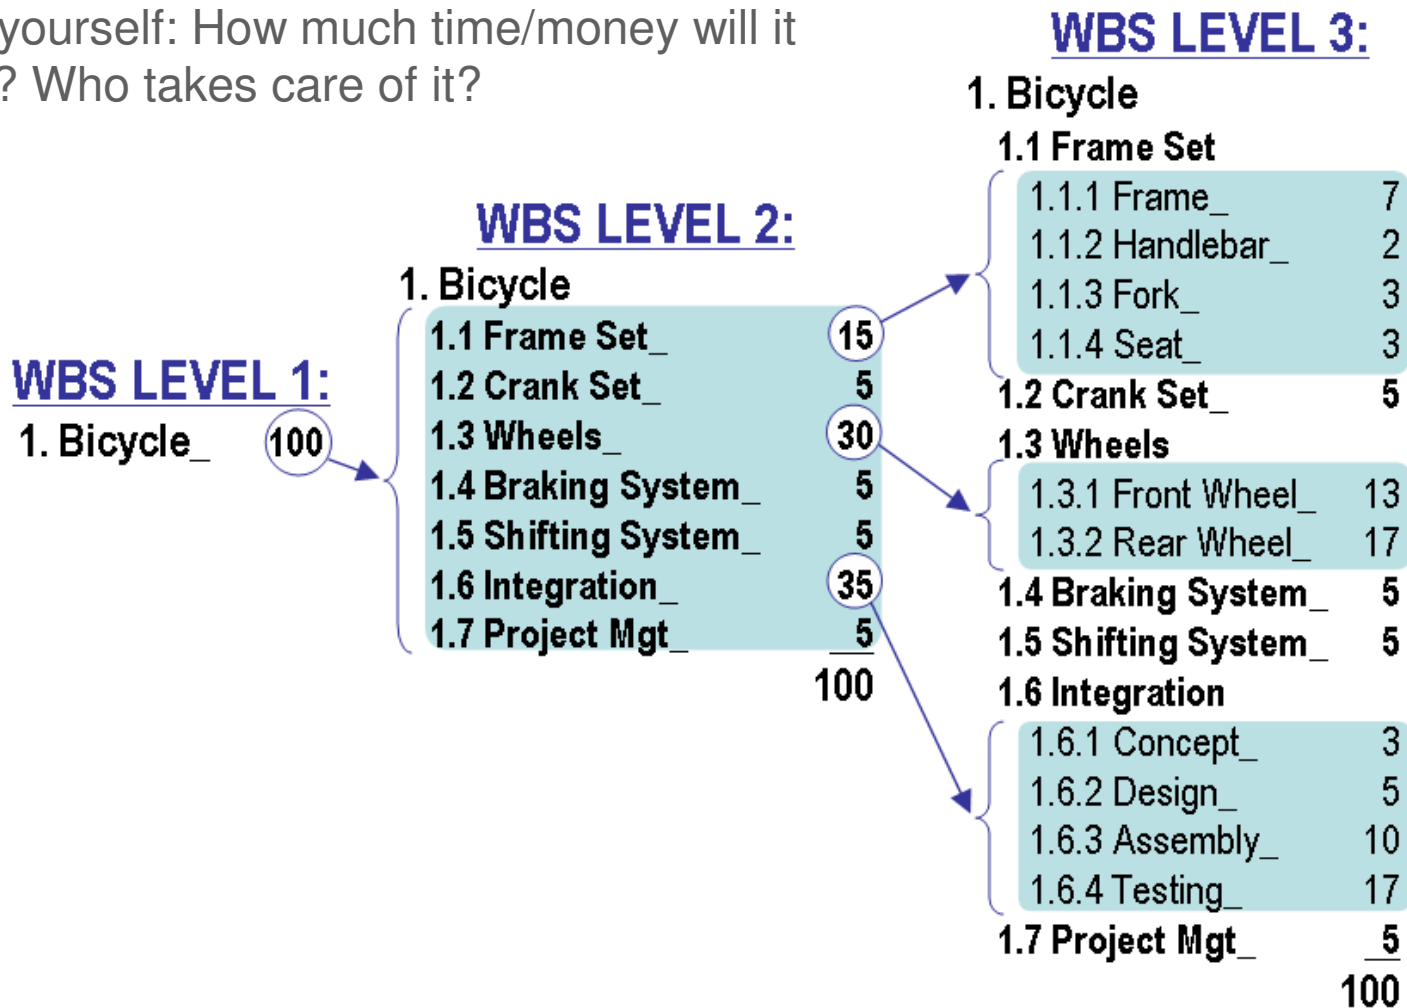 yourself: How much time/money will it
? Who takes care of it?
WBS LEVEL 1:
1. Bicycle_ 100
WBS LEVEL 2:
1. Bicycle
1.1 Frame Set_ 15
1.2 Crank Set_ 5
1.3 Wheels_ 30
1.4 Braking System_ 5
1.5 Shifting System_ 5
1.6 Integration_ 35
1.7 Project Mgt_ 5
100
WBS LEVEL 3:
1. Bicycle
1.1 Frame Set
1.1.1 Frame_ 7
1.1.2 Handlebar_ 2
1.1.3 Fork_ 3
1.1.4 Seat_ 3
1.2 Crank Set_ 5
1.3 Wheels
1.3.1 Front Wheel_ 13
1.3.2 Rear Wheel_ 17
1.4 Braking System_ 5
1.5 Shifting System_ 5
1.6 Integration
1.6.1 Concept_ 3
1.6.2 Design_ 5
1.6.3 Assembly_ 10
1.6.4 Testing_ 17
1.7 Project Mgt_ 5
100